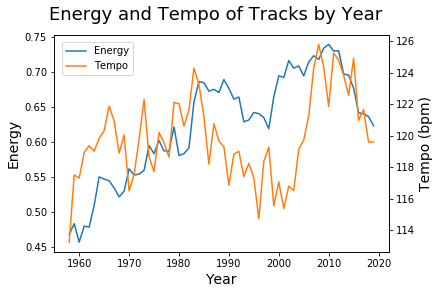 Energy and Tempo of Tracks by Year
Energy
Tempo
0.75
0.70
0.65
0.60
0.55
0.50
0.45
Energy
126
124
122
120
118
116
114
Tempo (bpm)
1960 1970 1980 1990 2000 2010 2020
Year